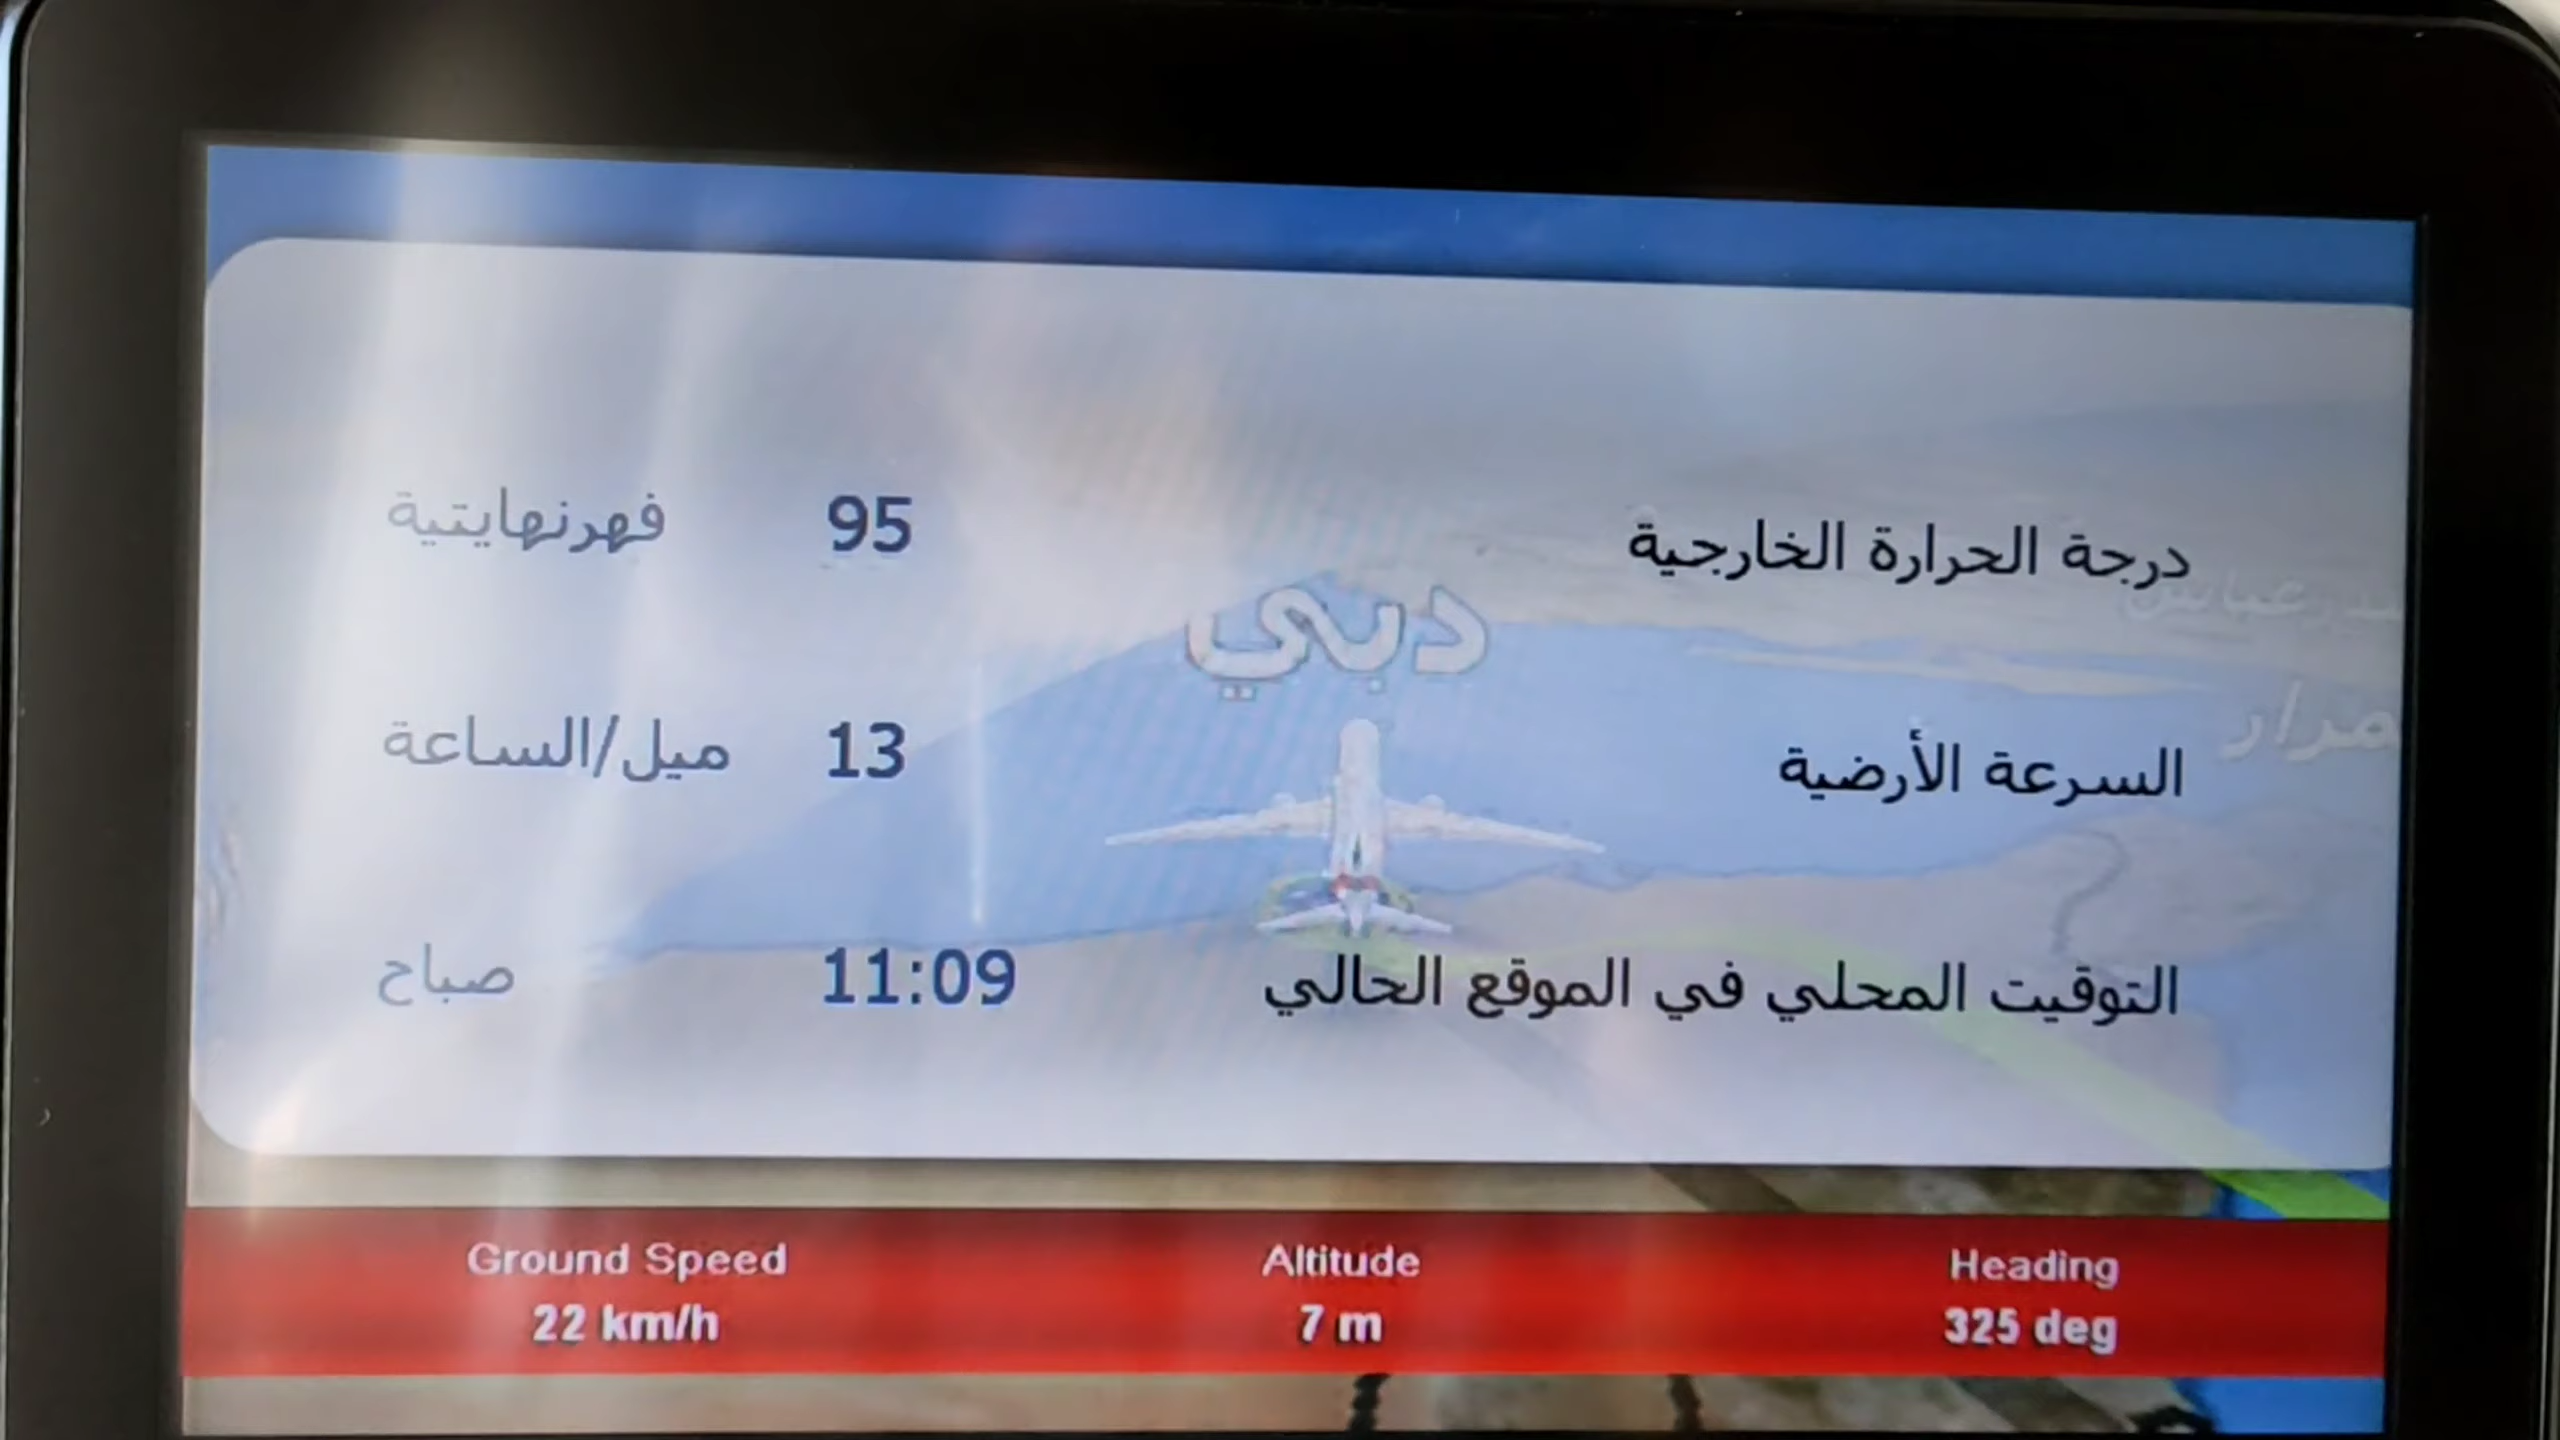 درجة الحرارة الخارجية 95 فهرنهايتية
دبي
السرعة الأرضية 13 ميل/الساعة
التوقيت المحلي في الموقع الحالي 11:09 صباح
Ground Speed Altitude Heading
22 km/h 7 m 325 deg